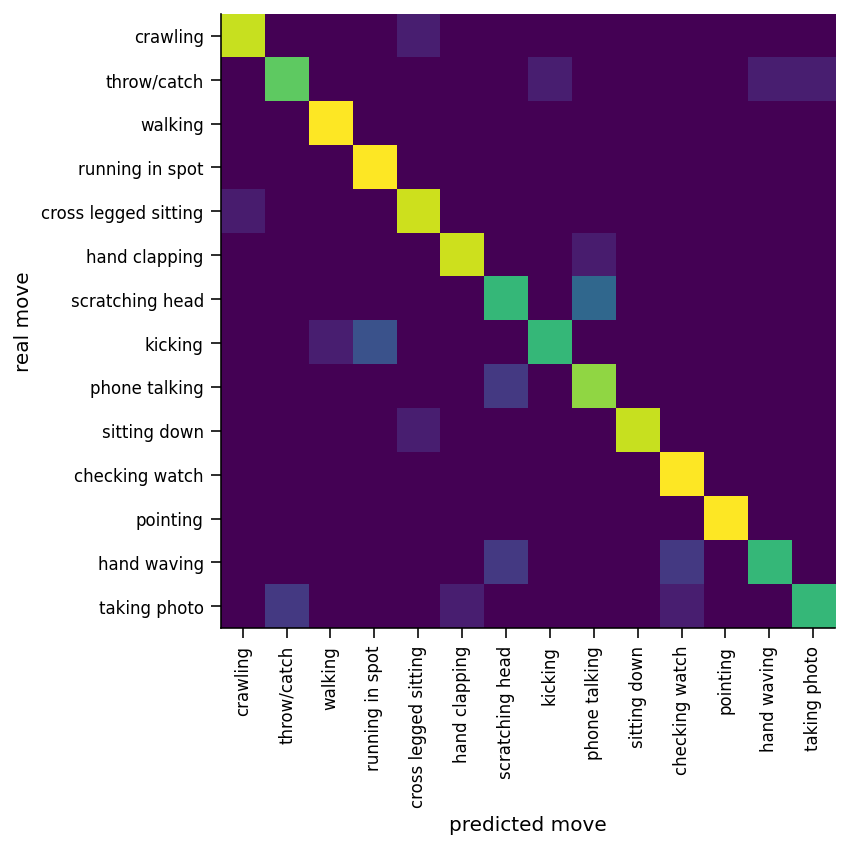 crawling
throw/catch
walking
running in spot
cross legged sitting
hand clapping
scratching head
kicking
phone talking
sitting down
checking watch
pointing
hand waving
taking photo
real move
crawling
throw/catch
walking
running in spot
cross legged sitting
hand clapping
scratching head
kicking
phone talking
sitting down
checking watch
pointing
hand waving
taking photo
predicted move